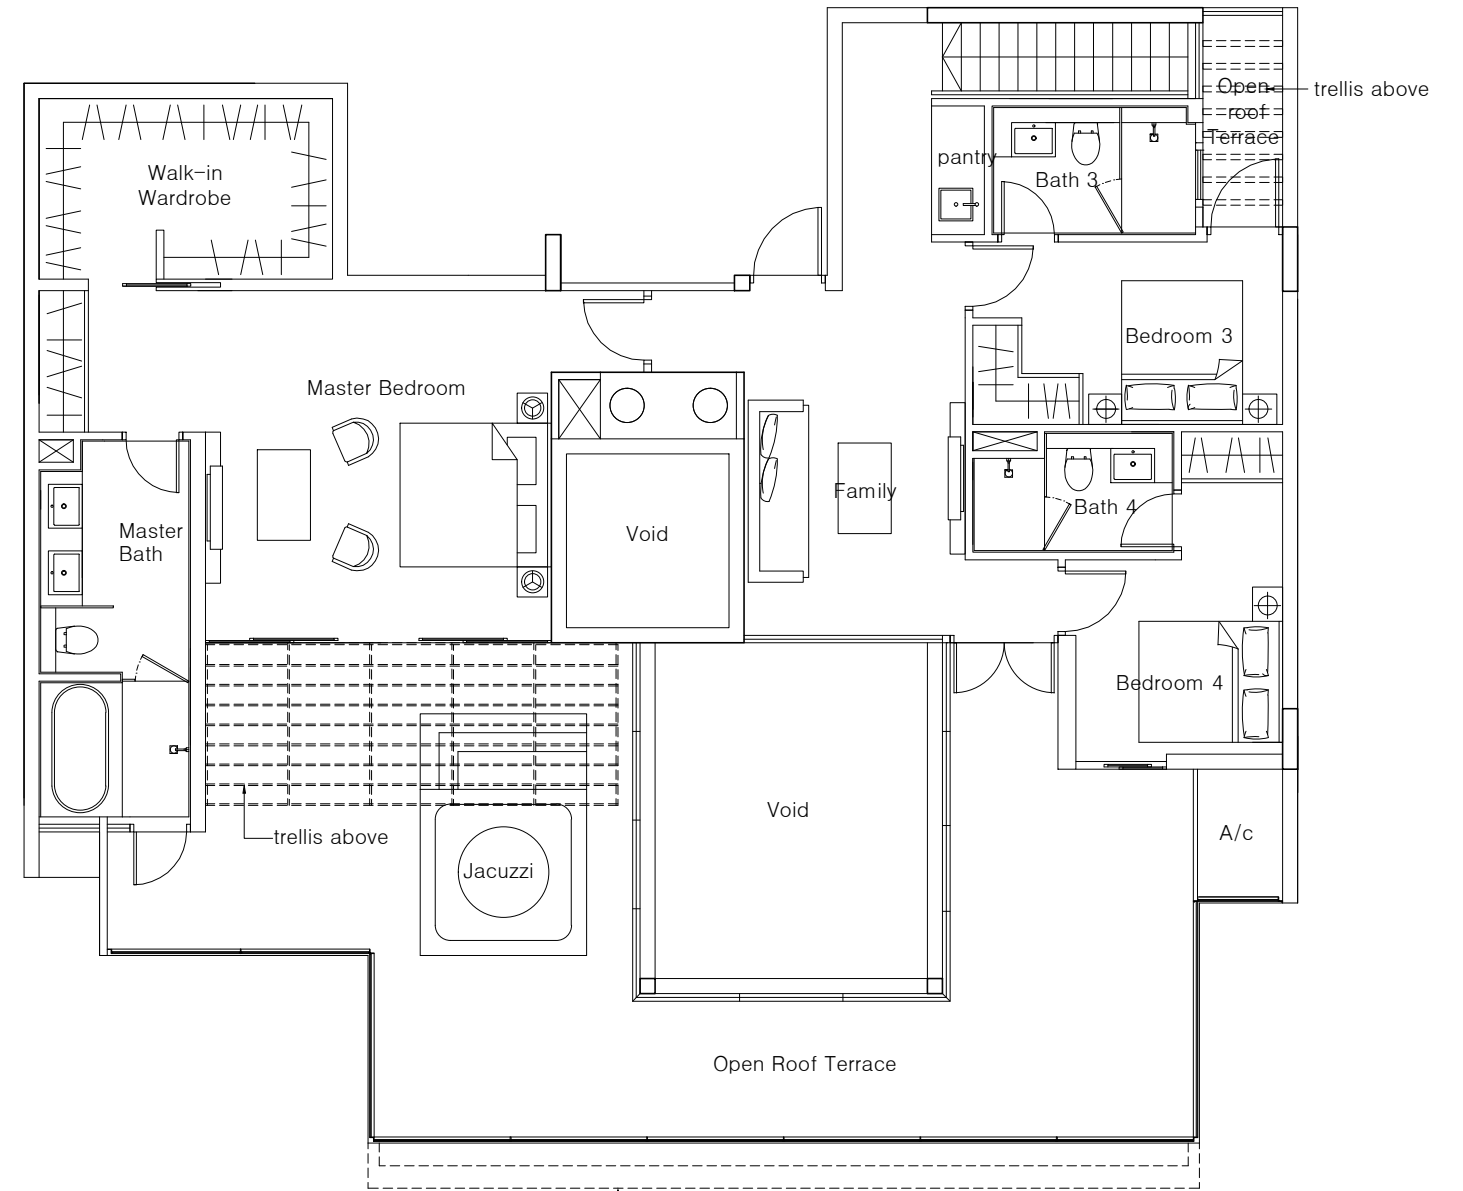 Open
roof
Terrace
trellis above
Walk-in
Wardrobe
pantry
Bath 3
Bedroom 3
Master Bedroom
Family
Bath 4
Master
Bath
Void
Bedroom 4
Void
trellis above
A/c
Jacuzzi
Open Roof Terrace